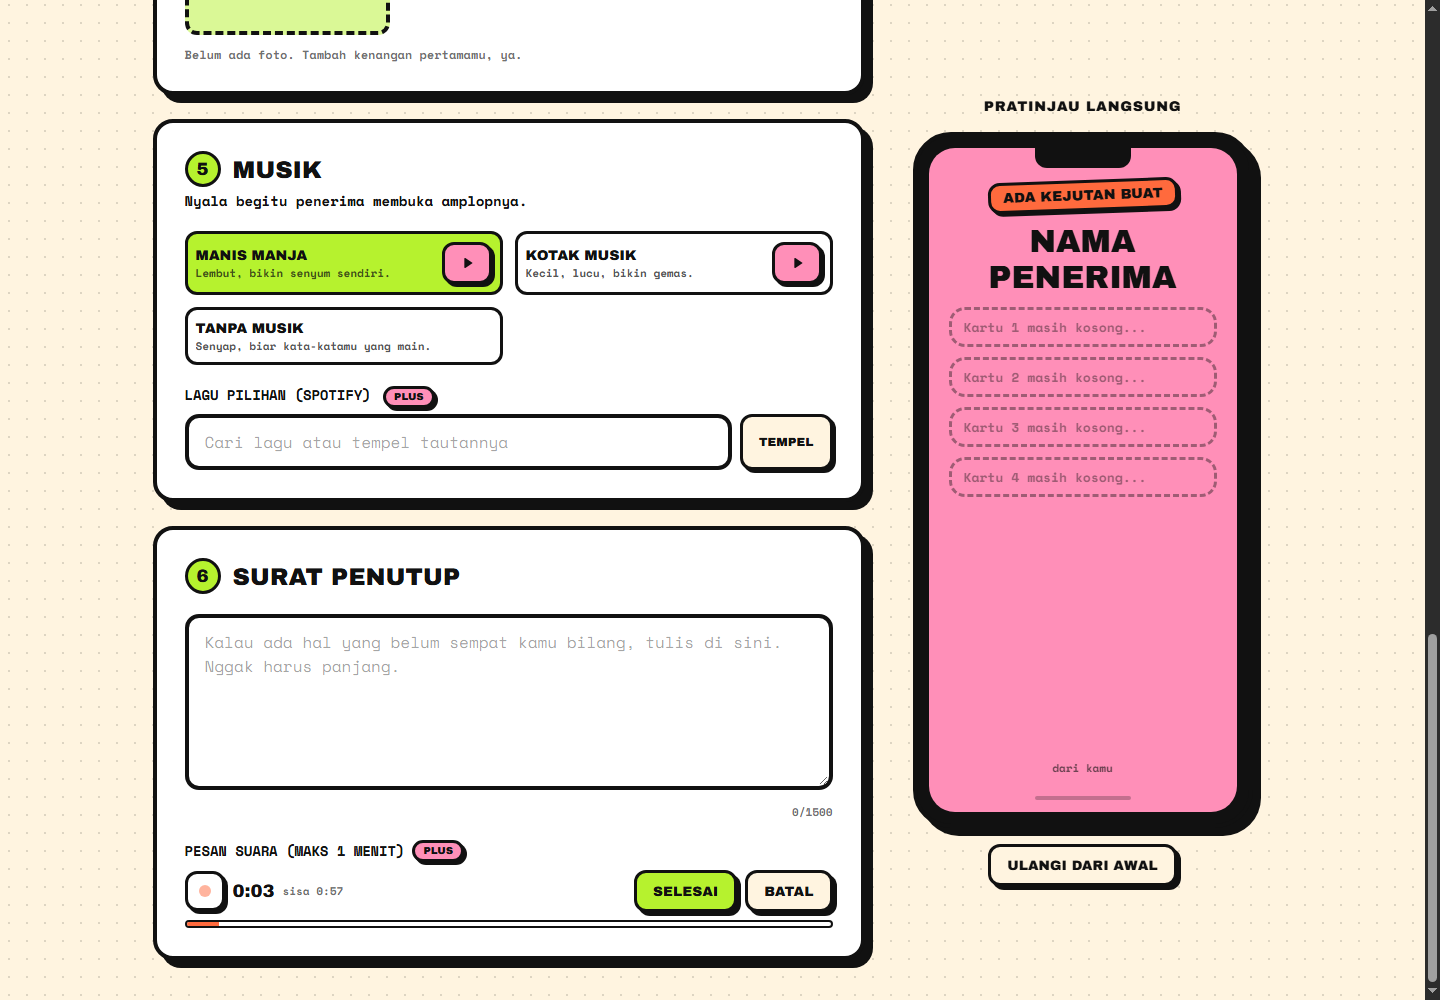 Belum ada foto. Tambah kenangan pertamamu, ya.
5 MUSIK
Nyala begitu penerima membuka amplopnya.
MANIS MANJA
Lembut, bikin senyum sendiri.
KOTAK MUSIK
Kecil, lucu, bikin gemas.
TANPA MUSIK
Senyap, biar kata-katamu yang main.
LAGU PILIHAN (SPOTIFY) PLUS
Cari lagu atau tempel tautannya
TEMPEL
6 SURAT PENUTUP
Kalau ada hal yang belum sempat kamu bilang, tulis di sini.
Nggak harus panjang.
0/1500
PESAN SUARA (MAKS 1 MENIT) PLUS
0:03 sisa 0:57
SELESAI
BATAL
PRATINJAU LANGSUNG
ADA KEJUTAN BUAT
NAMA
PENERIMA
Kartu 1 masih kosong...
Kartu 2 masih kosong...
Kartu 3 masih kosong...
Kartu 4 masih kosong...
dari kamu
ULANGI DARI AWAL